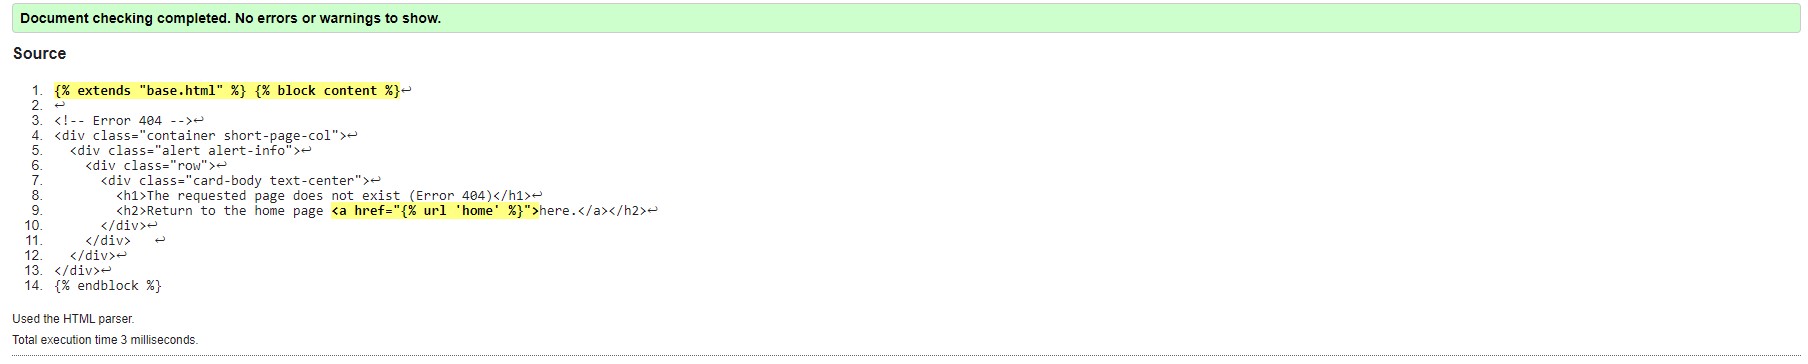 Document checking completed. No errors or warnings to show.
Source
1. {% extends "base.html" %} {% block content %}↩
2. ↩
3. <!-- Error 404 -->↩
4. <div class="container short-page-col">↩
5.   <div class="alert alert-info">↩
6.     <div class="row">↩
7.       <div class="card-body text-center">↩
8.         <h1>The requested page does not exist (Error 404)</h1>↩
9.         <h2>Return to the home page <a href="{% url 'home' %}">here.</a></h2>↩
10.       </div>↩
11.     </div>   ↩
12.   </div>↩
13. </div>↩
14. {% endblock %}
Used the HTML parser.
Total execution time 3 milliseconds.